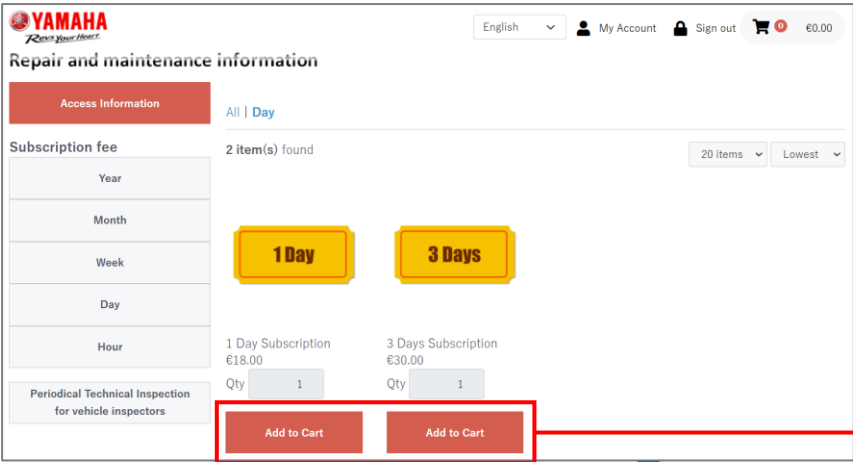 YAMAHA
Revs Your Heart
English
My Account
Sign out
0
€0.00
Repair and maintenance information
Access Information
All | Day
Subscription fee
2 item(s) found
20 items
Lowest
Year
Month
Week
Day
Hour
Periodical Technical Inspection
for vehicle inspectors
1 Day
3 Days
1 Day Subscription
€18.00
Qty 1
Add to Cart
3 Days Subscription
€30.00
Qty 1
Add to Cart